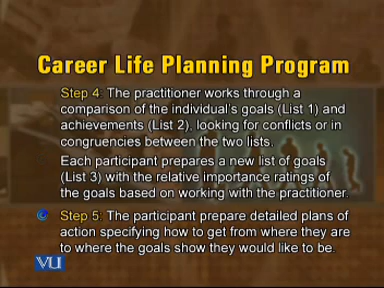 Career Life Planning Program
Step 4: The practitioner works through a
comparison of the individual's goals (List 1) and
achievements (List 2), looking for conflicts or in
congruencies between the two lists.
Each participant prepares a new list of goals
(List 3) with the relative importance ratings of
the goals based on working with the practitioner.
Step 5: The participant prepare detailed plans of
action specifying how to get from where they are
to where the goals show they would like to be.
VU